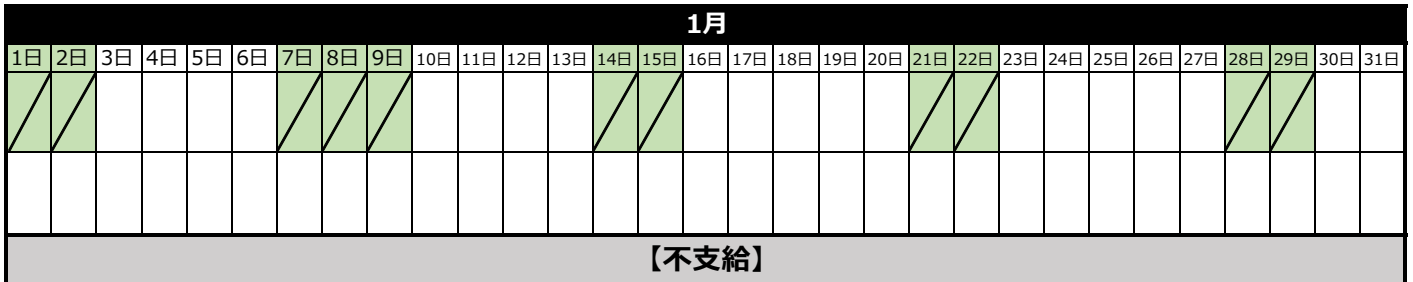 1月
1日 2日 3日 4日 5日 6日 7日 8日 9日 10日 11日 12日 13日 14日 15日 16日 17日 18日 19日 20日 21日 22日 23日 24日 25日 26日 27日 28日 29日 30日 31日
【不支給】